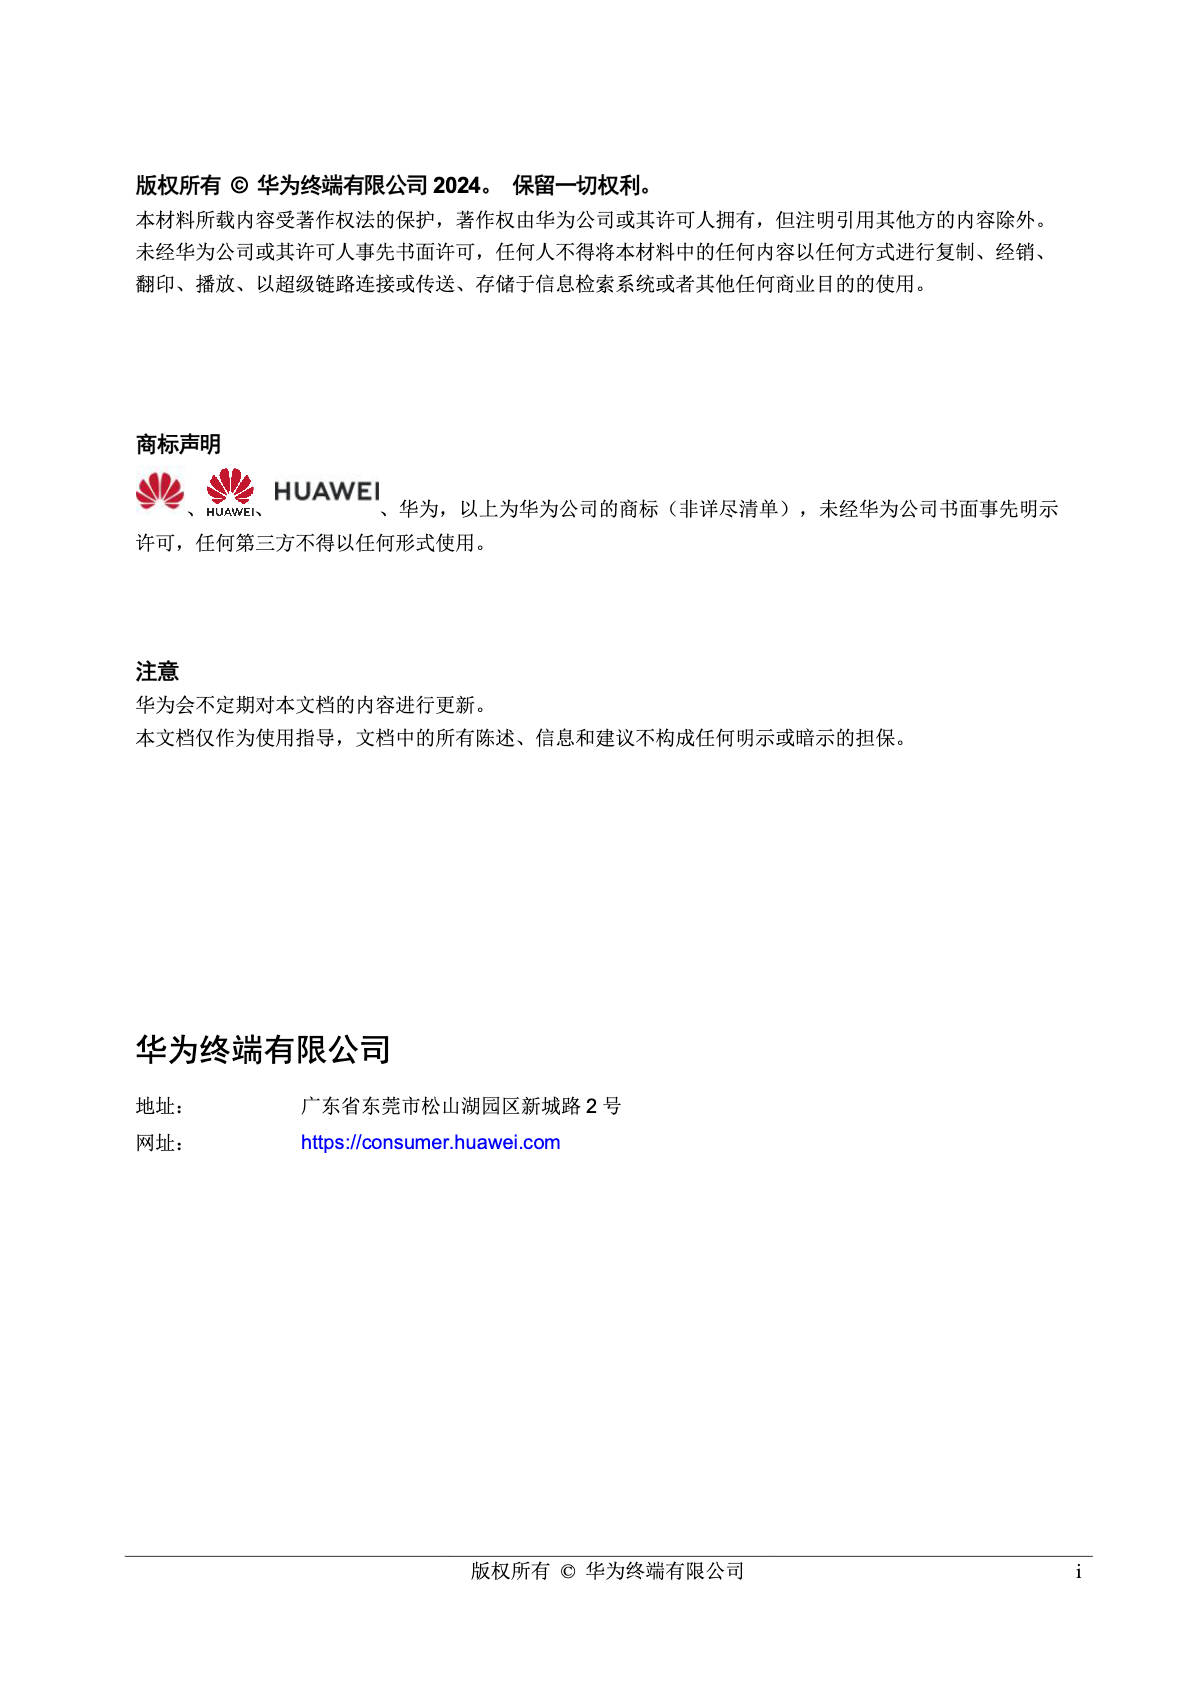 版权所有 © 华为终端有限公司 2024。 保留一切权利。
本材料所载内容受著作权法的保护，著作权由华为公司或其许可人拥有，但注明引用其他方的内容除外。
未经华为公司或其许可人事先书面许可，任何人不得将本材料中的任何内容以任何方式进行复制、经销、
翻印、播放、以超级链路连接或传送、存储于信息检索系统或者其他任何商业目的的使用。
商标声明
、HUAWEI、HUAWEI、华为，以上为华为公司的商标（非详尽清单），未经华为公司书面事先明示
许可，任何第三方不得以任何形式使用。
注意
华为会不定期对本文档的内容进行更新。
本文档仅作为使用指导，文档中的所有陈述、信息和建议不构成任何明示或暗示的担保。
华为终端有限公司
地址： 广东省东莞市松山湖园区新城路 2 号
网址： https://consumer.huawei.com
版权所有 © 华为终端有限公司 i